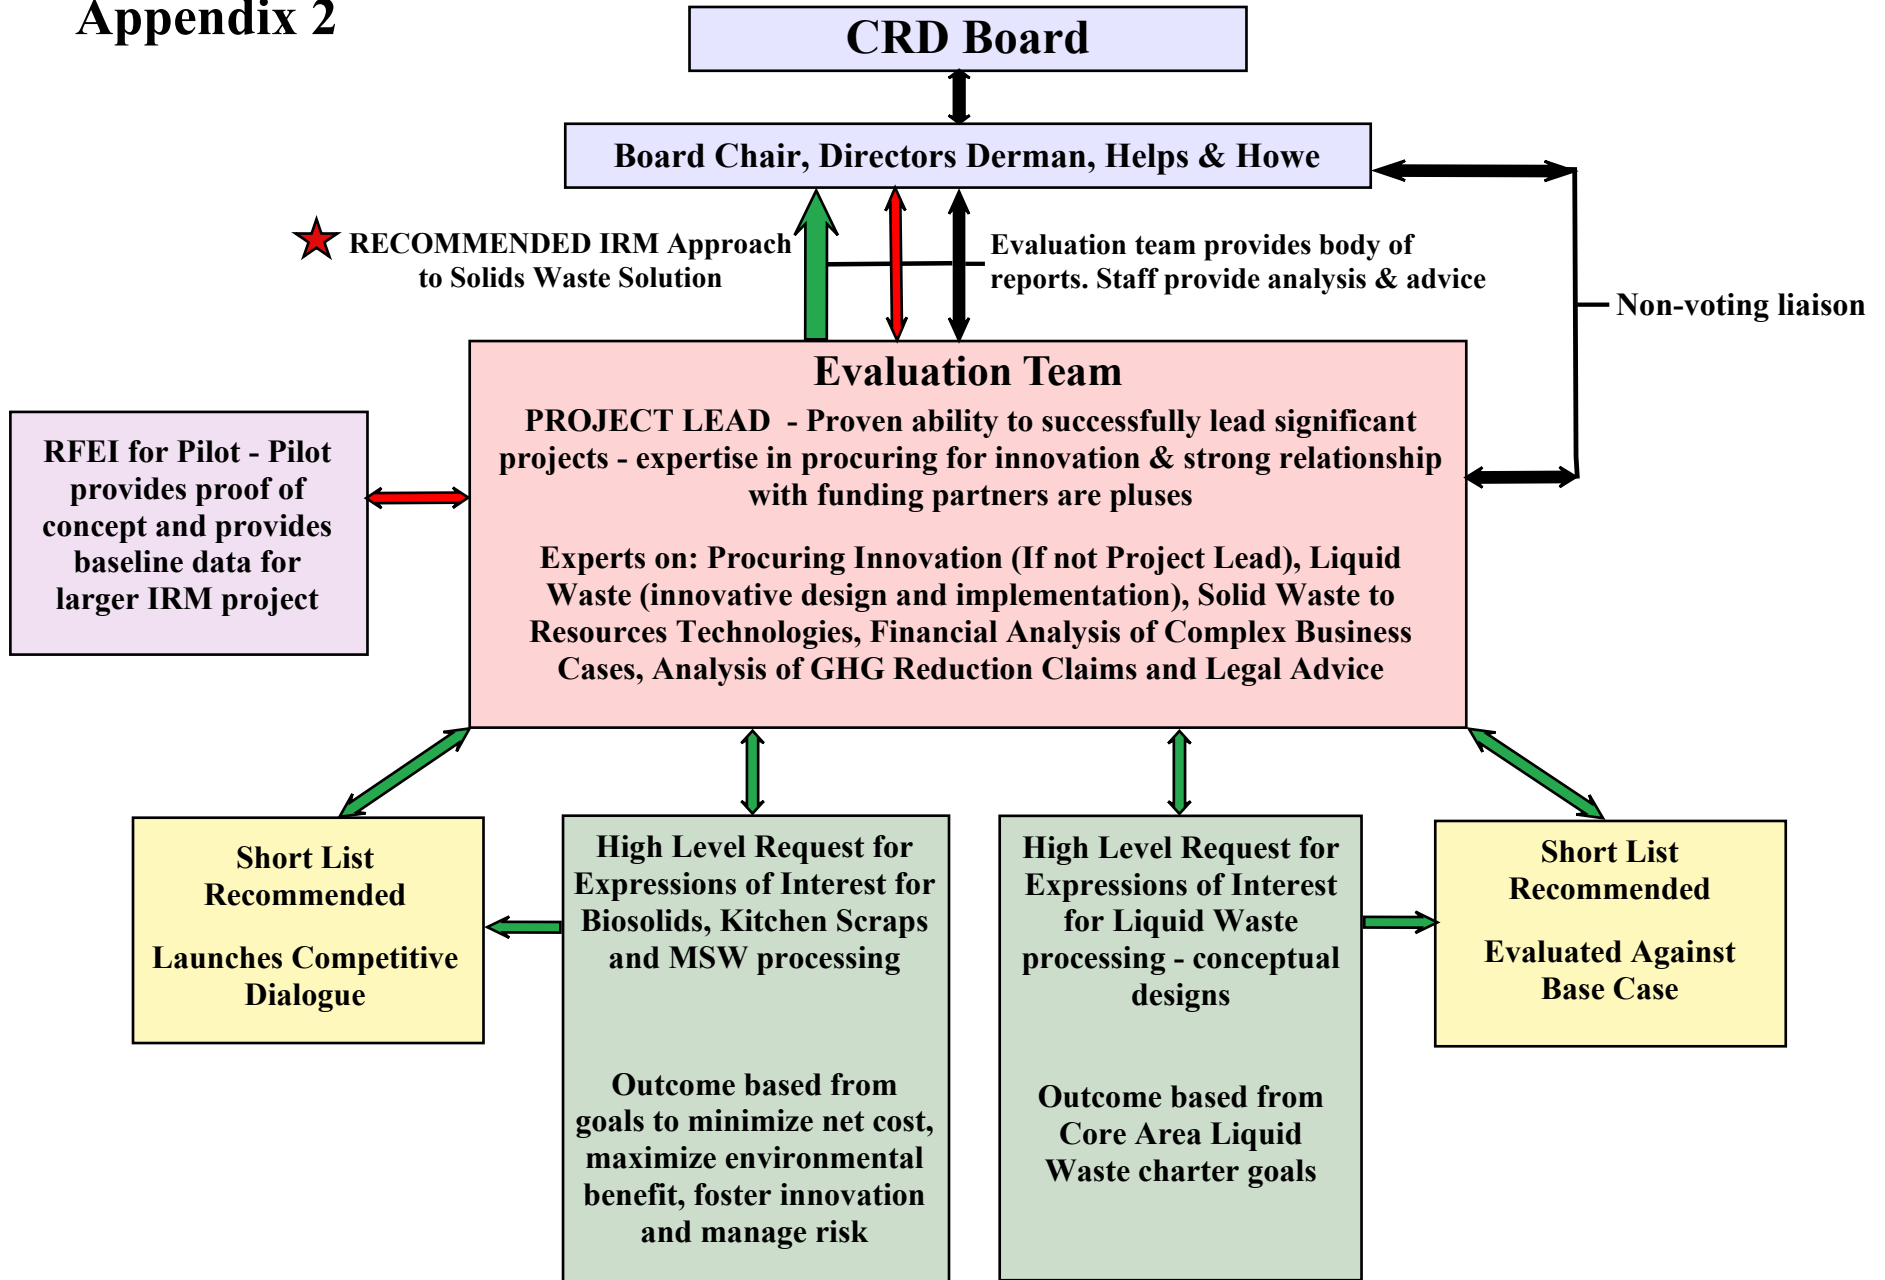 Appendix 2
CRD Board
Board Chair, Directors Derman, Helps & Howe
RECOMMENDED IRM Approach
to Solids Waste Solution
Evaluation team provides body of
reports. Staff provide analysis & advice
Non-voting liaison
Evaluation Team
PROJECT LEAD - Proven ability to successfully lead significant
projects - expertise in procuring for innovation & strong relationship
with funding partners are pluses
Experts on: Procuring Innovation (If not Project Lead), Liquid
Waste (innovative design and implementation), Solid Waste to
Resources Technologies, Financial Analysis of Complex Business
Cases, Analysis of GHG Reduction Claims and Legal Advice
RFEI for Pilot - Pilot
provides proof of
concept and provides
baseline data for
larger IRM project
Short List
Recommended
Launches Competitive
Dialogue
High Level Request for
Expressions of Interest for
Biosolids, Kitchen Scraps
and MSW processing
Outcome based from
goals to minimize net cost,
maximize environmental
benefit, foster innovation
and manage risk
High Level Request for
Expressions of Interest
for Liquid Waste
processing - conceptual
designs
Outcome based from
Core Area Liquid
Waste charter goals
Short List
Recommended
Evaluated Against
Base Case